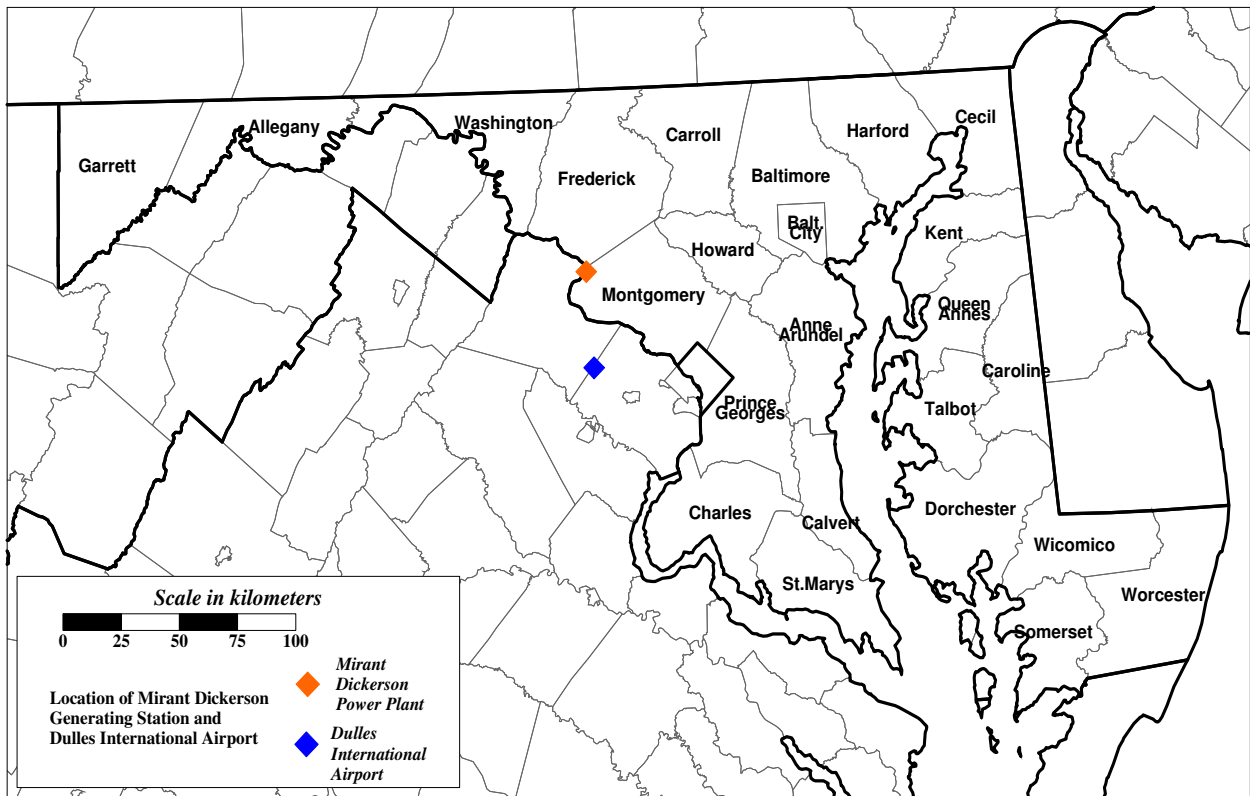 Cecil
Allegany
Washington
Harford
Carroll
Garrett
Baltimore
Frederick
Balt.
City
Kent
Howard
Montgomery
Queen
Annes
Anne
Arundel
Caroline
Prince
Georges
Talbot
Charles
Calvert
Dorchester
Wicomico
St.Marys
Worcester
Somerset
Scale in kilometers
0 25 50 75 100
Mirant
Dickerson
Power Plant
Location of Mirant Dickerson
Generating Station and
Dulles International Airport
Dulles
International
Airport